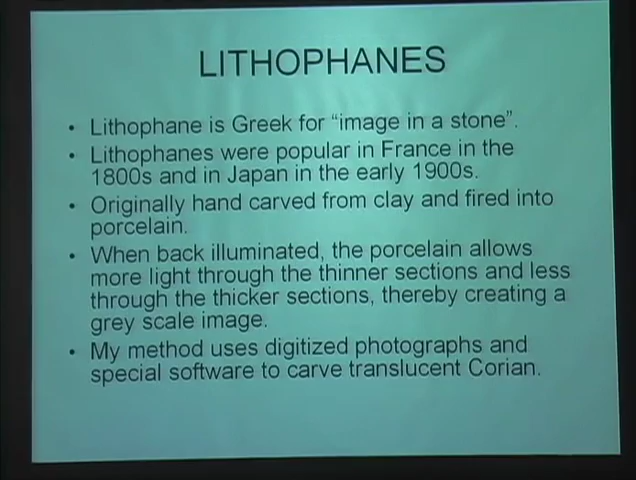 LITHOPHANES
• Lithophane is Greek for “image in a stone”.
• Lithophanes were popular in France in the
1800s and in Japan in the early 1900s.
• Originally hand carved from clay and fired into
porcelain.
• When back illuminated, the porcelain allows
more light through the thinner sections and less
through the thicker sections, thereby creating a
grey scale image.
• My method uses digitized photographs and
special software to carve translucent Corian.